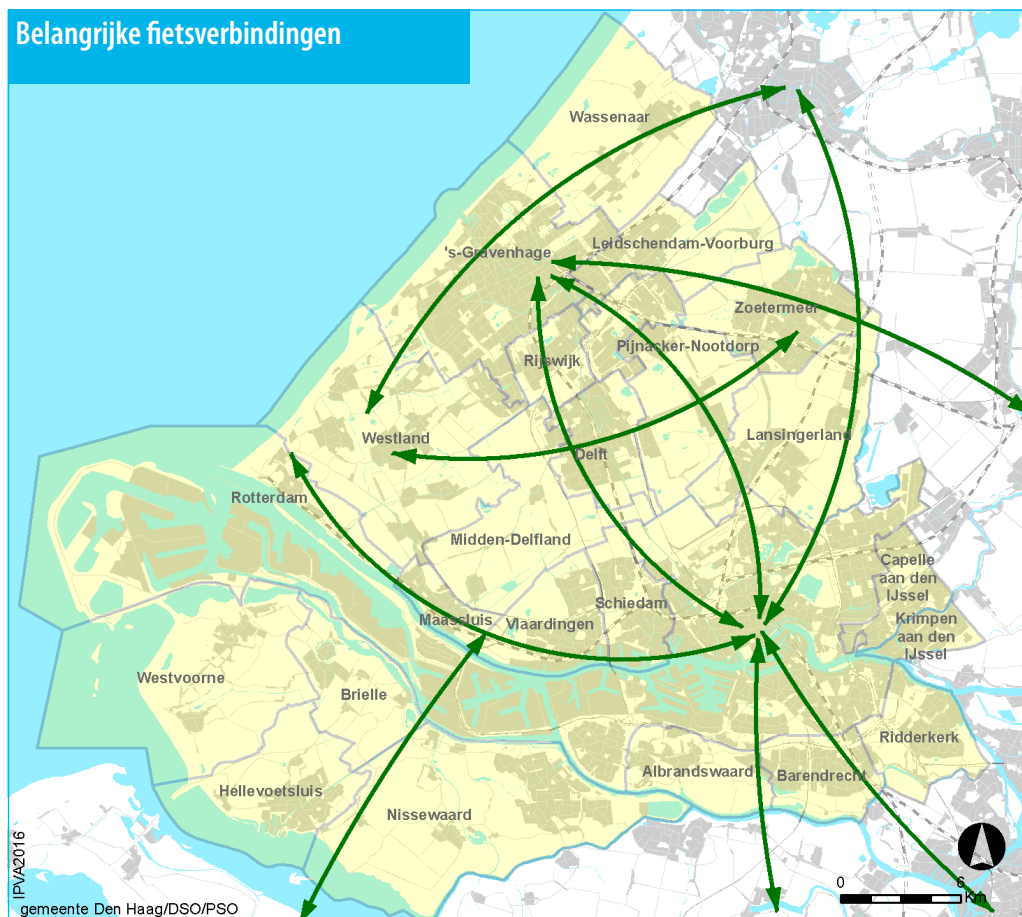 Belangrijke fietsverbindingen
Wassenaar
's-Gravenhage
Leidschendam-Voorburg
Zoetermeer
Rijswijk
Pijnacker-Nootdorp
Westland
Delft
Lansingerland
Rotterdam
Midden-Delfland
Capelle
aan den
IJssel
Schiedam
Maassluis
Vlaardingen
Krimpen
aan den
IJssel
Westvoorne
Brielle
Ridderkerk
Albrandswaard
Barendrecht
Hellevoetsluis
Nissewaard
IPVA2016
gemeente Den Haag/DSO/PSO
0
6
Km